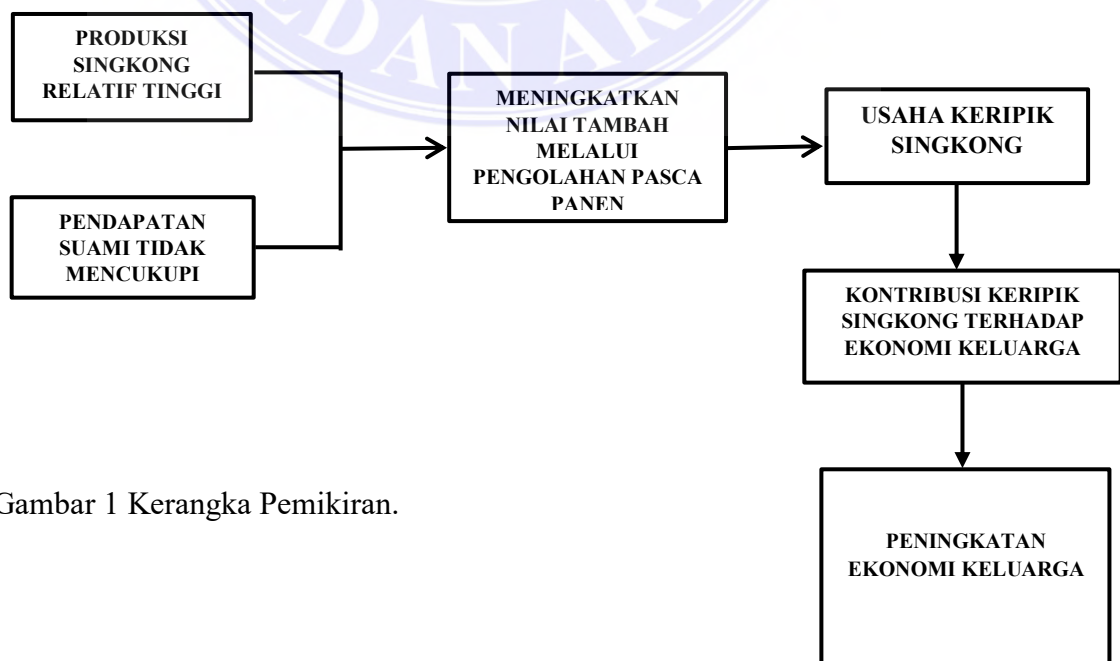 PRODUKSI
SINGKONG
RELATIF TINGGI
PENDAPATAN
SUAMI TIDAK
MENCUKUPI
MENINGKATKAN
NILAI TAMBAH
MELALUI
PENGOLAHAN PASCA
PANEN
USAHA KERIPIK
SINGKONG
KONTRIBUSI KERIPIK
SINGKONG TERHADAP
EKONOMI KELUARGA
PENINGKATAN
EKONOMI KELUARGA
Gambar 1 Kerangka Pemikiran.